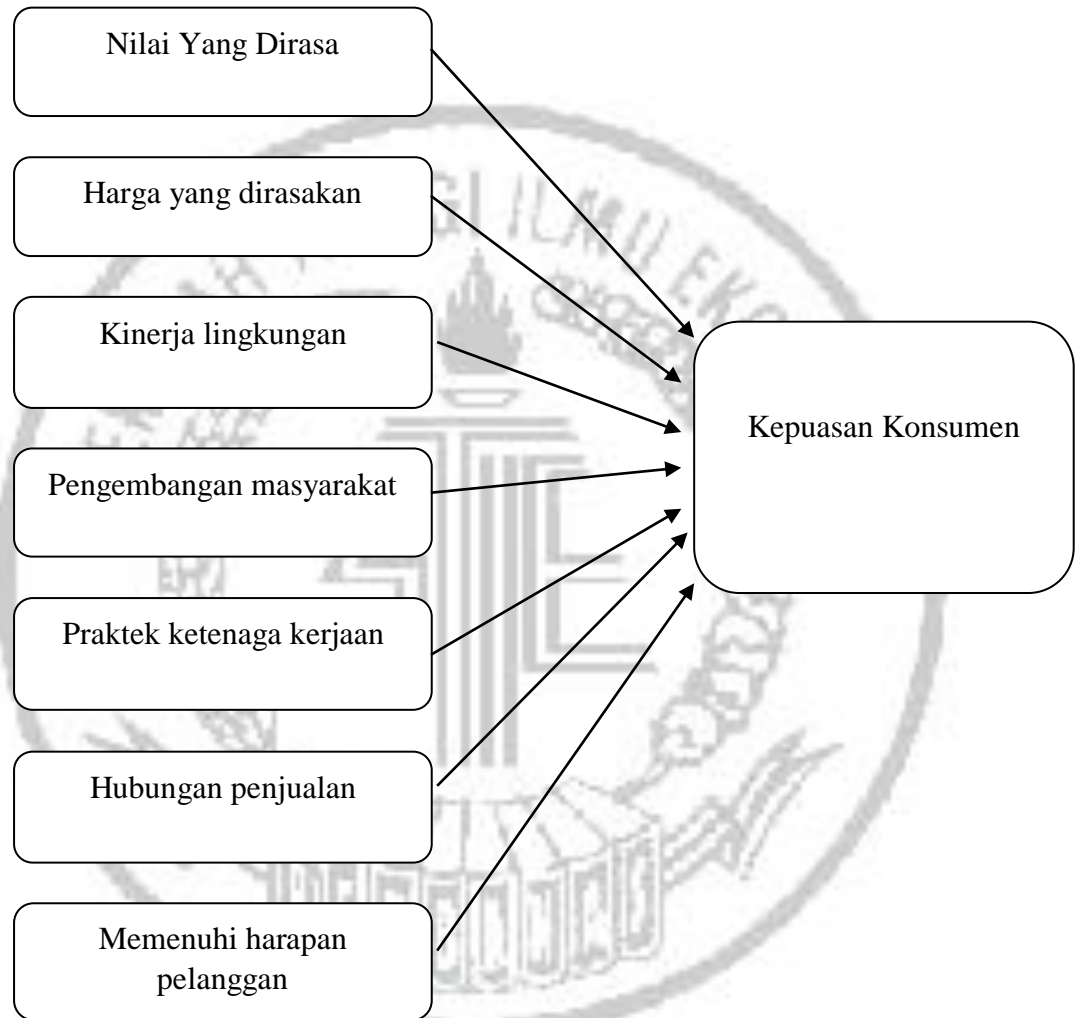 Nilai Yang Dirasa
Harga yang dirasakan
Kinerja lingkungan
Pengembangan masyarakat
Praktek ketenaga kerjaan
Hubungan penjualan
Memenuhi harapan
pelanggan
Kepuasan Konsumen